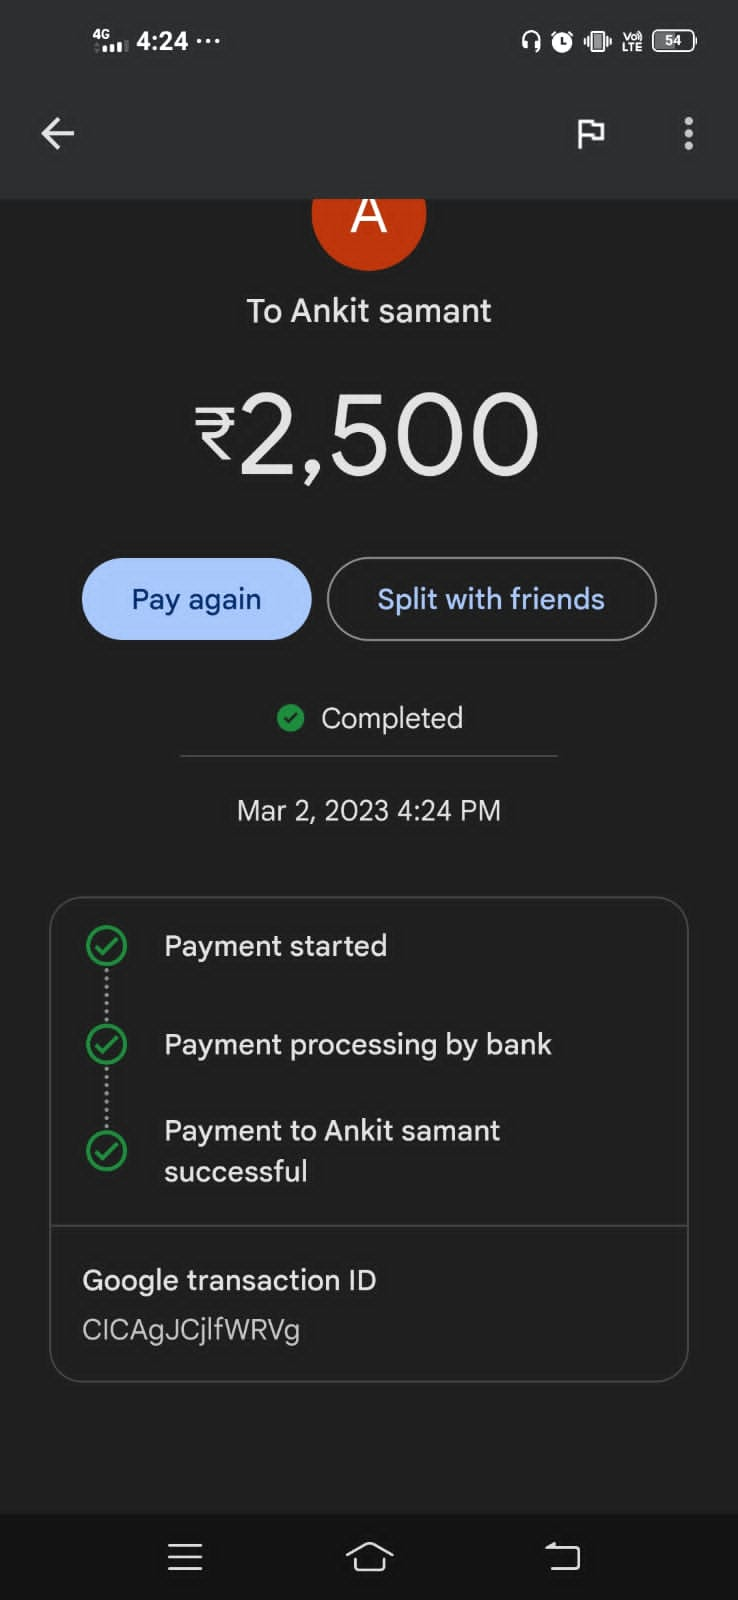 4G 4:24 ... Vo) LTE 54
A
To Ankit samant
₹2,500
Pay again Split with friends
Completed
Mar 2, 2023 4:24 PM
Payment started
Payment processing by bank
Payment to Ankit samant
successful
Google transaction ID
CICAgJCjlfWRVg